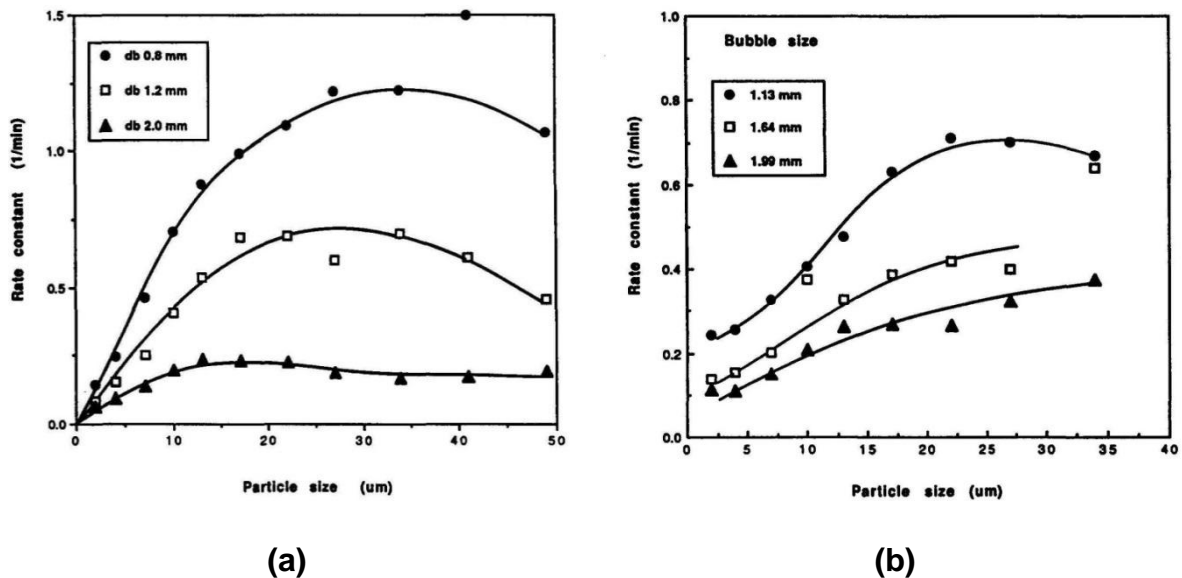 1.5
db 0.8 mm
db 1.2 mm
db 2.0 mm
1.0
0.5
0.0
Rate constant (1/min)
0 10 20 30 40 50
Particle size (um)
(a)
1.0
Bubble size
1.13 mm
1.64 mm
1.99 mm
0.8
0.6
0.4
0.2
0.0
Rate constant (1/min)
0 5 10 15 20 25 30 35 40
Particle size (um)
(b)